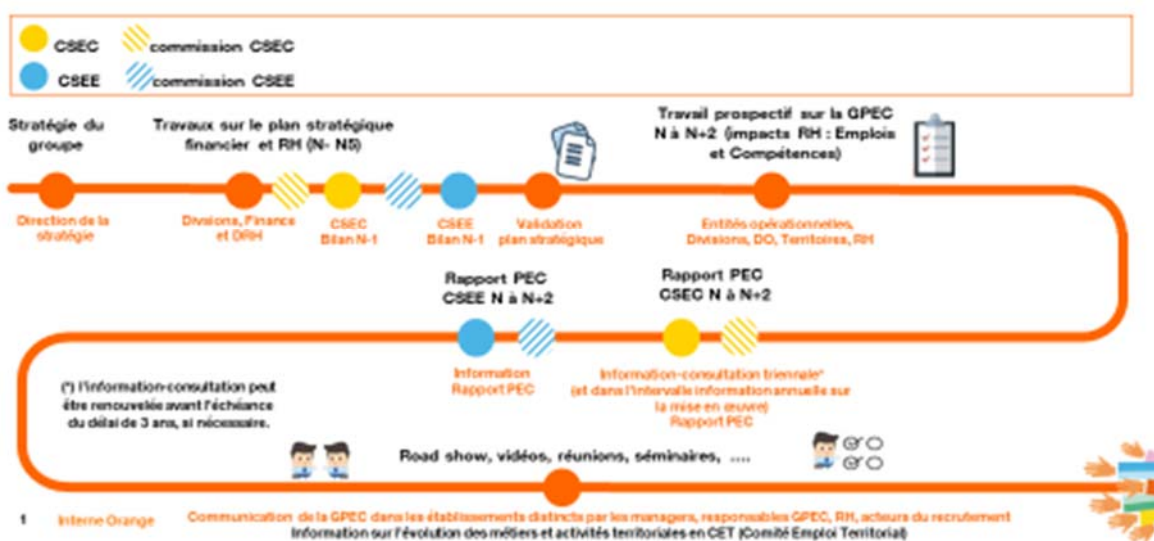 CSEC commission CSEC
CSEE commission CSEE
Stratégie du
groupe
Travaux sur le plan stratégique
financier et RH (N- N5)
Travail prospectif sur la GPEC
N à N+2 (impacts RH : Emplois
et Compétences)
Direction de la
stratégie
Divisions, Finance
et DRH
CSEC
Bilan N-1
CSEE
Bilan N-1
Validation
plan stratégique
Entités opérationnelles,
Divisions, DO, Territoires, RH
Rapport PEC
CSEE N à N+2
Rapport PEC
CSEC N à N+2
Information
Rapport PEC
Information-consultation triennale*
(et dans l'intervalle information annuelle sur
la mise en œuvre)
Rapport PEC
(*) l'information-consultation peut
être renouvelée avant l'échéance
du délai de 3 ans, si nécessaire.
Road show, vidéos, réunions, séminaires, ....
1 Interne Orange
Communication de la GPEC dans les établissements distincts par les managers, responsables GPEC, RH, acteurs du recrutement
Information sur l'évolution des métiers et activités territoriales en CET (Comité Emploi Territorial)